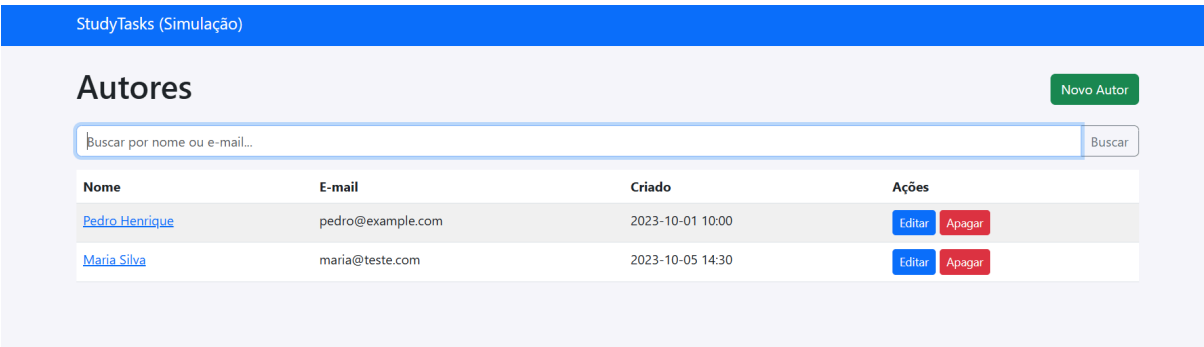 StudyTasks (Simulação)
Autores
Novo Autor
Buscar por nome ou e-mail...
Buscar
Nome E-mail Criado Ações
Pedro Henrique pedro@example.com 2023-10-01 10:00 Editar Apagar
Maria Silva maria@teste.com 2023-10-05 14:30 Editar Apagar